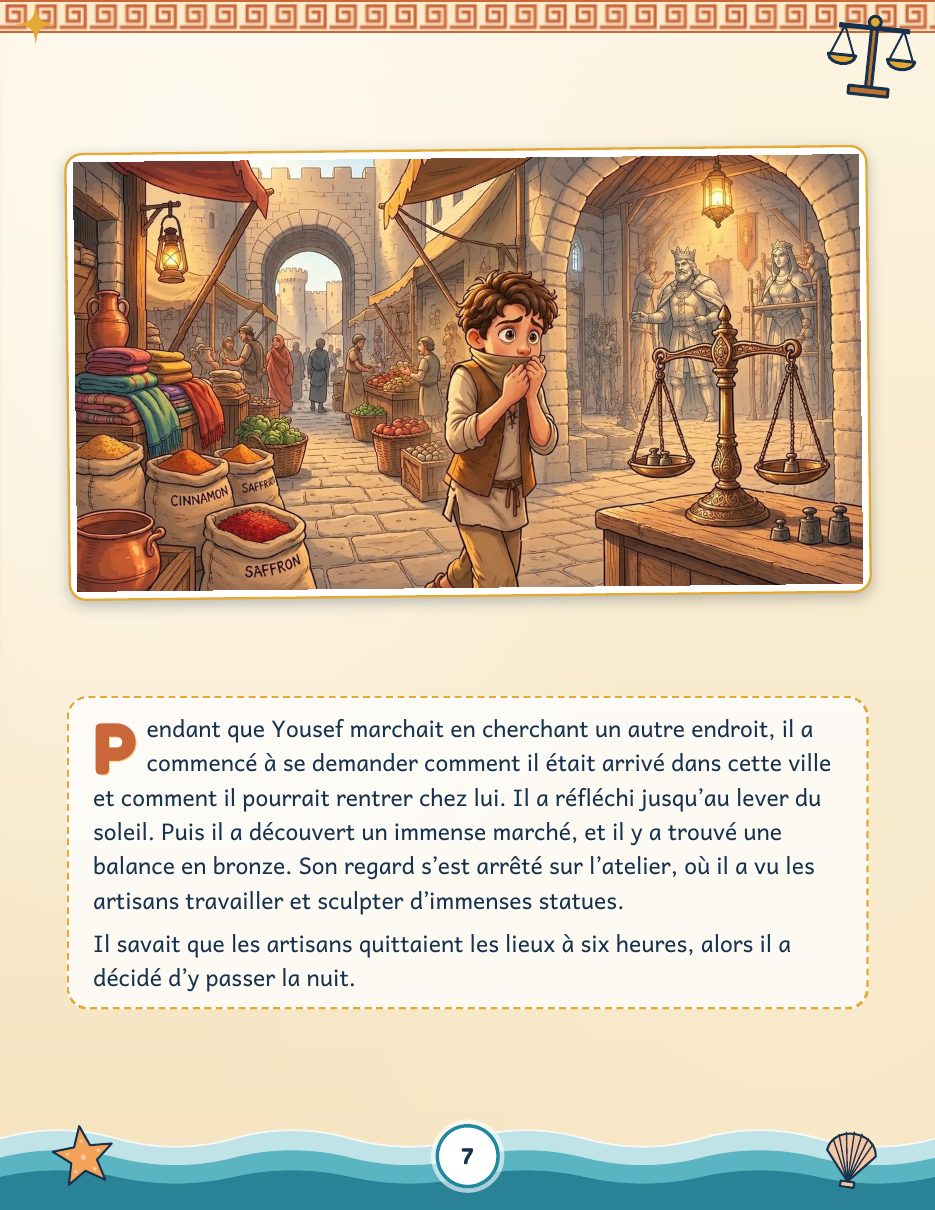 CINNAMON
SAFFRON
Pendant que Yousef marchait en cherchant un autre endroit, il a
commencé à se demander comment il était arrivé dans cette ville
et comment il pourrait rentrer chez lui. Il a réfléchi jusqu’au lever du
soleil. Puis il a découvert un immense marché, et il y a trouvé une
balance en bronze. Son regard s’est arrêté sur l’atelier, où il a vu les
artisans travailler et sculpter d’immenses statues.
Il savait que les artisans quittaient les lieux à six heures, alors il a
décidé d’y passer la nuit.
7